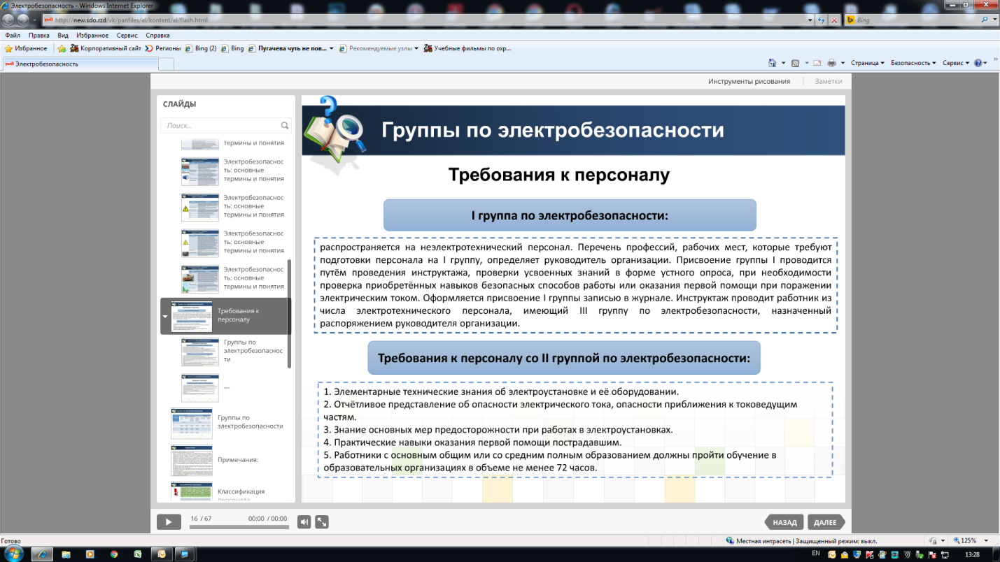 Электробезопасность - Windows Internet Explorer
http://new.sdo.rzd/vk/panfiles/el/kontent/el/flash.html
Bing
Файл Правка Вид Избранное Сервис Справка
Избранное Корпоративный сайт Регионы Bing (2) Bing Пугачева чуть не пов... Рекомендуемые узлы Учебные фильмы по охр...
Электробезопасность
Страница Безопасность Сервис
Инструменты рисования Заметки
СЛАЙДЫ
Поиск...
термины и понятия
Электробезопаснос
ть: основные
термины и понятия
Электробезопаснос
ть: основные
термины и понятия
Электробезопаснос
ть: основные
термины и понятия
Электробезопаснос
ть: основные
термины и понятия
Требования к
персоналу
Группы по
электробезопаснос
ти
---
Группы по
электробезопасности
Примечания:
Классификация
персонала
Группы по электробезопасности
Требования к персоналу
I группа по электробезопасности:
распространяется на неэлектротехнический персонал. Перечень профессий, рабочих мест, которые требуют
подготовки персонала на I группу, определяет руководитель организации. Присвоение группы I проводится
путём проведения инструктажа, проверки усвоенных знаний в форме устного опроса, при необходимости
проверка приобретённых навыков безопасных способов работы или оказания первой помощи при поражении
электрическим током. Оформляется присвоение I группы записью в журнале. Инструктаж проводит работник из
числа электротехнического персонала, имеющий III группу по электробезопасности, назначенный
распоряжением руководителя организации.
Требования к персоналу со II группой по электробезопасности:
1. Элементарные технические знания об электроустановке и её оборудовании.
2. Отчётливое представление об опасности электрического тока, опасности приближения к токоведущим
частям.
3. Знание основных мер предосторожности при работах в электроустановках.
4. Практические навыки оказания первой помощи пострадавшим.
5. Работники с основным общим или со средним полным образованием должны пройти обучение в
образовательных организациях в объеме не менее 72 часов.
16 / 67 00:00 / 00:00
НАЗАД ДАЛЕЕ
Готово
Местная интрасеть | Защищенный режим: выкл.
125%
EN
13:28